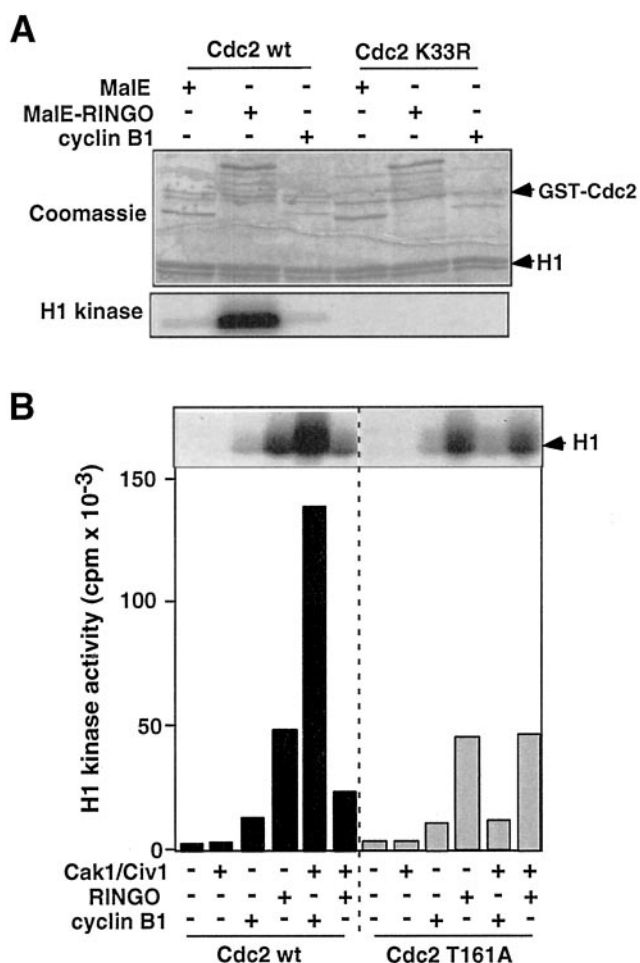 A
Cdc2 wt Cdc2 K33R
MalE + - - + - -
MalE-RINGO - + - - + -
cyclin B1 - - + - - +
Coomassie
GST-Cdc2
H1
H1 kinase
B
H1
H1 kinase activity (cpm x 10-3)
150
100
50
0
Cak1/Civ1 - + - - + + - + - - + +
RINGO - - - + - + - - - + - +
cyclin B1 - - + - + - - - + - + -
Cdc2 wt Cdc2 T161A